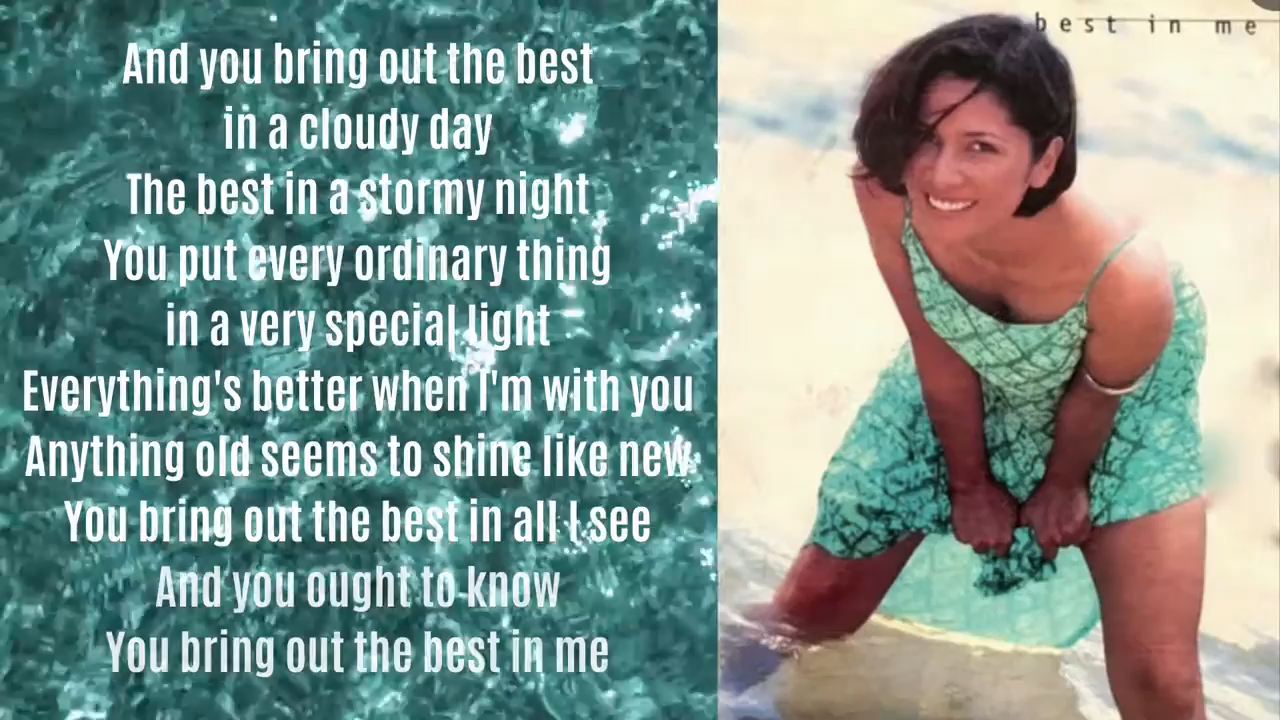 And you bring out the best
in a cloudy day
The best in a stormy night
You put every ordinary thing
in a very special light
Everything's better when I'm with you
Anything old seems to shine like new
You bring out the best in all I see
And you ought to know
You bring out the best in me
best in me